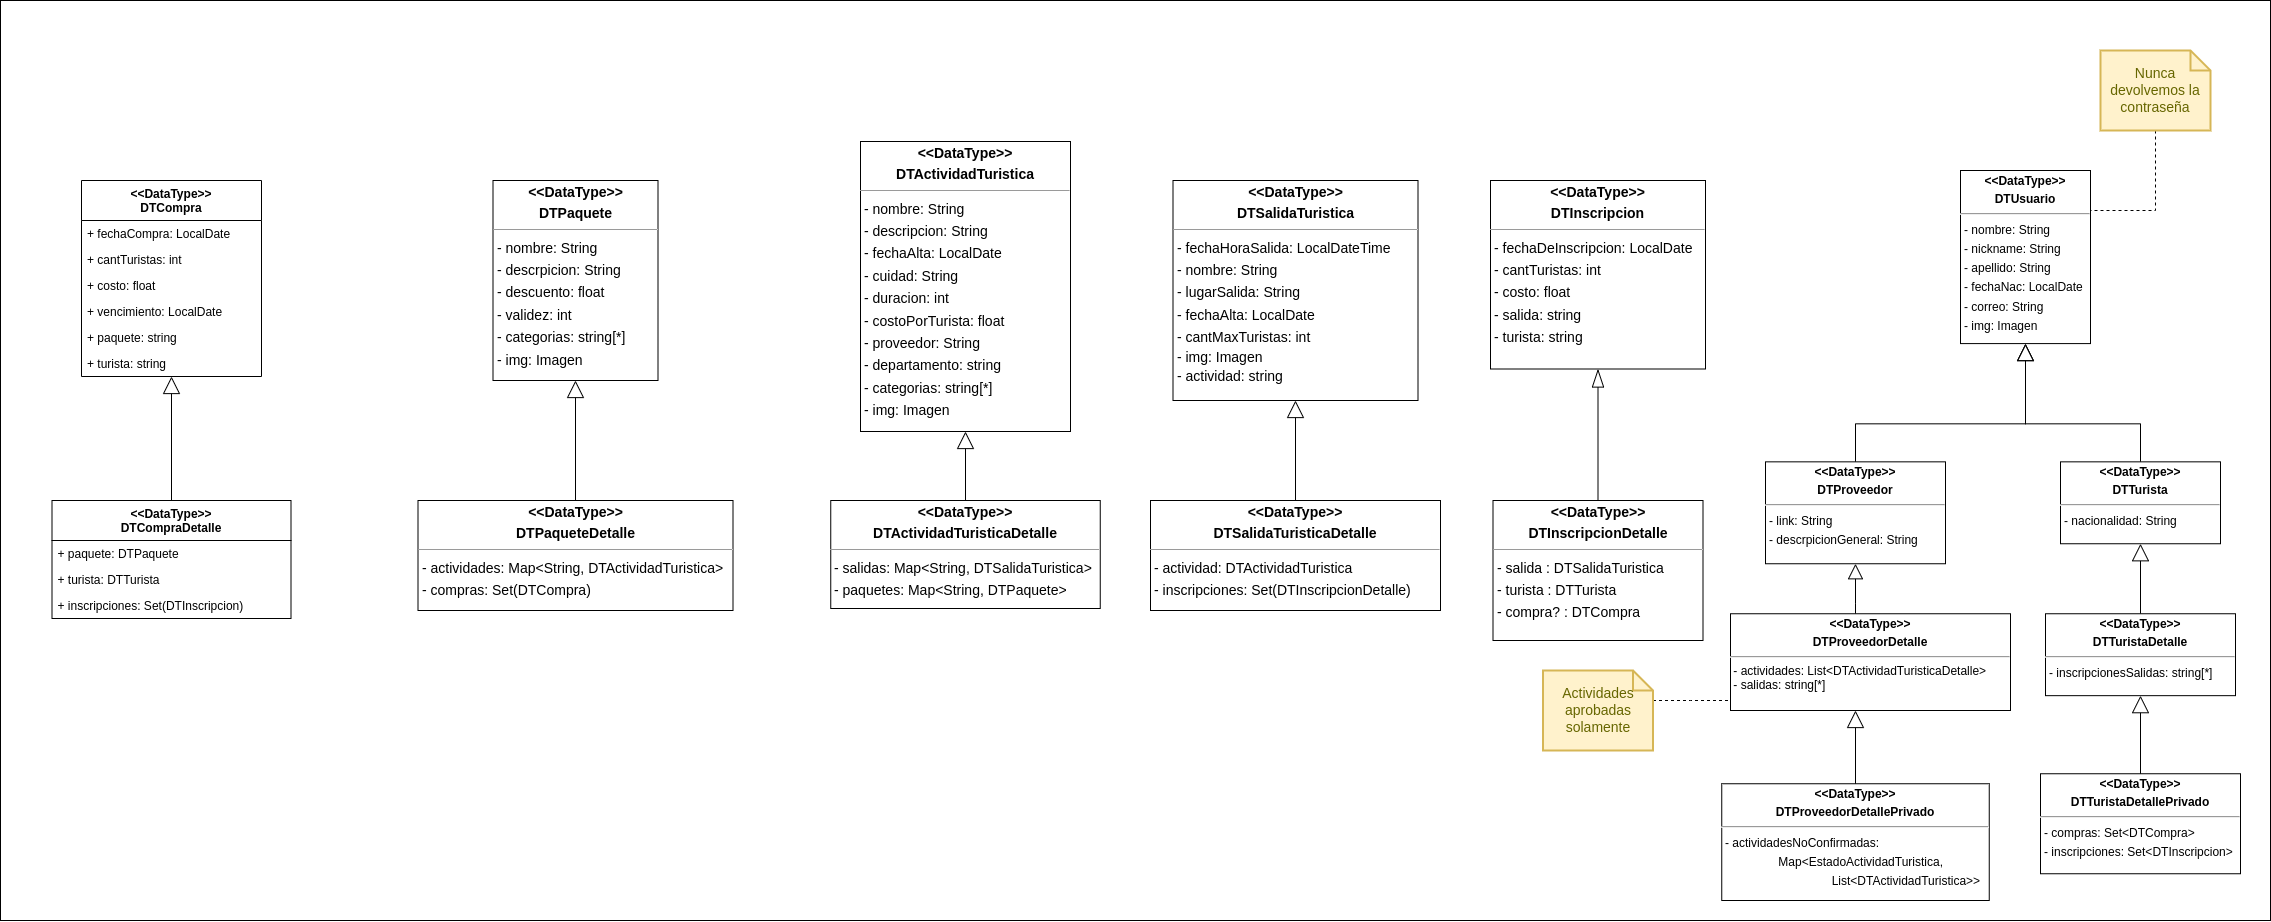 <<DataType>>
DTCompra
+ fechaCompra: LocalDate
+ cantTuristas: int
+ costo: float
+ vencimiento: LocalDate
+ paquete: string
+ turista: string
<<DataType>>
DTCompraDetalle
+ paquete: DTPaquete
+ turista: DTTurista
+ inscripciones: Set(DTInscripcion)
<<DataType>>
DTPaquete
- nombre: String
- descrpicion: String
- descuento: float
- validez: int
- categorias: string[*]
- img: Imagen
<<DataType>>
DTPaqueteDetalle
- actividades: Map<String, DTActividadTuristica>
- compras: Set(DTCompra)
<<DataType>>
DTActividadTuristica
- nombre: String
- descripcion: String
- fechaAlta: LocalDate
- cuidad: String
- duracion: int
- costoPorTurista: float
- proveedor: String
- departamento: string
- categorias: string[*]
- img: Imagen
<<DataType>>
DTActividadTuristicaDetalle
- salidas: Map<String, DTSalidaTuristica>
- paquetes: Map<String, DTPaquete>
<<DataType>>
DTSalidaTuristica
- fechaHoraSalida: LocalDateTime
- nombre: String
- lugarSalida: String
- fechaAlta: LocalDate
- cantMaxTuristas: int
- img: Imagen
- actividad: string
<<DataType>>
DTSalidaTuristicaDetalle
- actividad: DTActividadTuristica
- inscripciones: Set(DTInscripcionDetalle)
<<DataType>>
DTInscripcion
- fechaDeInscripcion: LocalDate
- cantTuristas: int
- costo: float
- salida: string
- turista: string
<<DataType>>
DTInscripcionDetalle
- salida : DTSalidaTuristica
- turista : DTTurista
- compra? : DTCompra
Nunca
devolvemos la
contraseña
<<DataType>>
DTUsuario
- nombre: String
- nickname: String
- apellido: String
- fechaNac: LocalDate
- correo: String
- img: Imagen
<<DataType>>
DTProveedor
- link: String
- descrpicionGeneral: String
<<DataType>>
DTTurista
- nacionalidad: String
<<DataType>>
DTProveedorDetalle
- actividades: List<DTActividadTuristicaDetalle>
- salidas: string[*]
Actividades
aprobadas
solamente
<<DataType>>
DTTuristaDetalle
- inscripcionesSalidas: string[*]
<<DataType>>
DTProveedorDetallePrivado
- actividadesNoConfirmadas:
Map<EstadoActividadTuristica,
List<DTActividadTuristica>>
<<DataType>>
DTTuristaDetallePrivado
- compras: Set<DTCompra>
- inscripciones: Set<DTInscripcion>